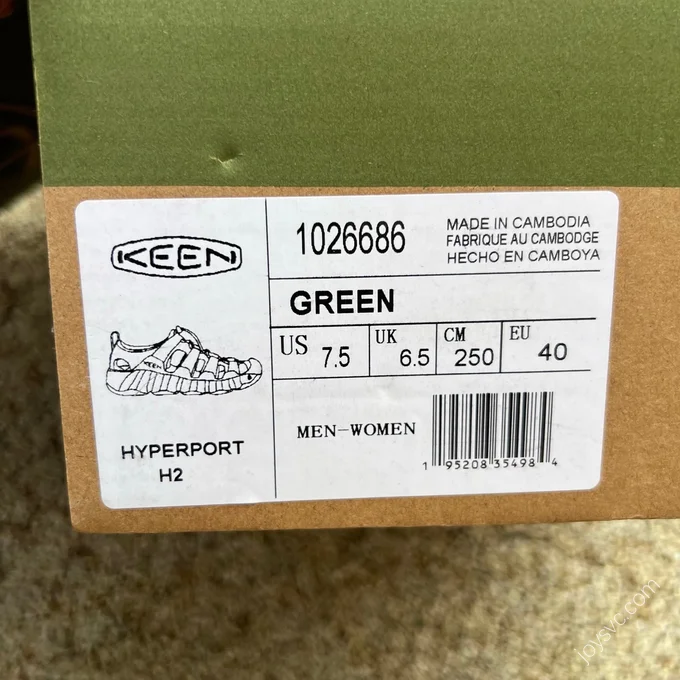 KEEN
HYPERPORT
H2
1026686
MADE IN CAMBODIA
FABRIQUE AU CAMBODGE
HECHO EN CAMBOYA
GREEN
US 7.5
UK 6.5
CM 250
EU 40
MEN-WOMEN
1 95208 35498 4
joysvc.com